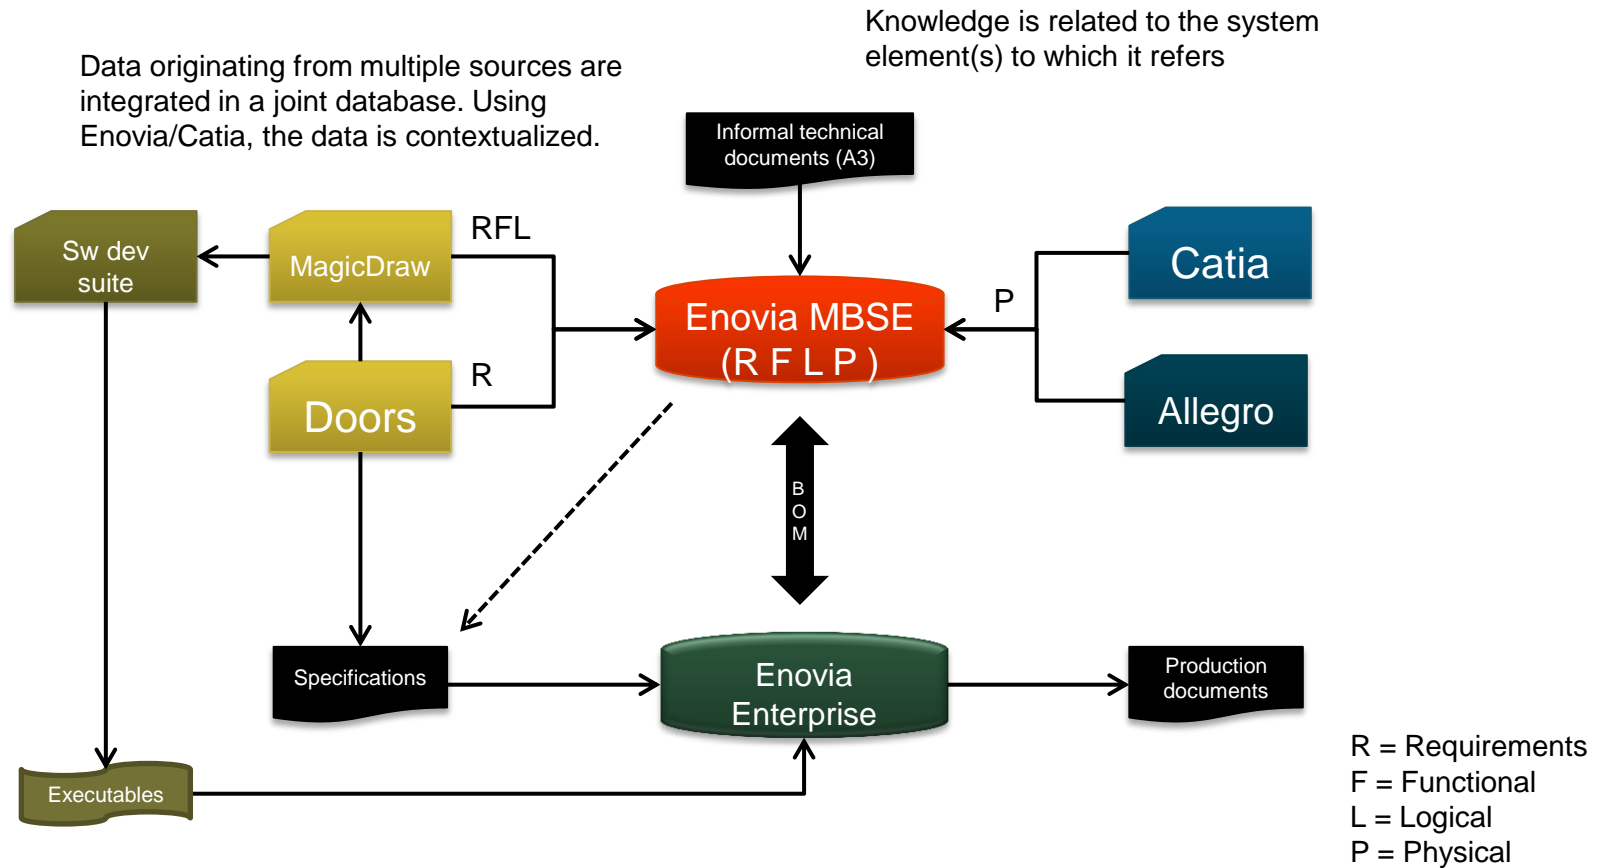 Knowledge is related to the system
element(s) to which it refers
Data originating from multiple sources are
integrated in a joint database. Using
Enovia/Catia, the data is contextualized.
Informal technical
documents (A3)
Sw dev
suite
MagicDraw
RFL
Enovia MBSE
(R F L P )
P
Catia
Doors
R
Allegro
B
O
M
Specifications
Enovia
Enterprise
Production
documents
Executables
R = Requirements
F = Functional
L = Logical
P = Physical